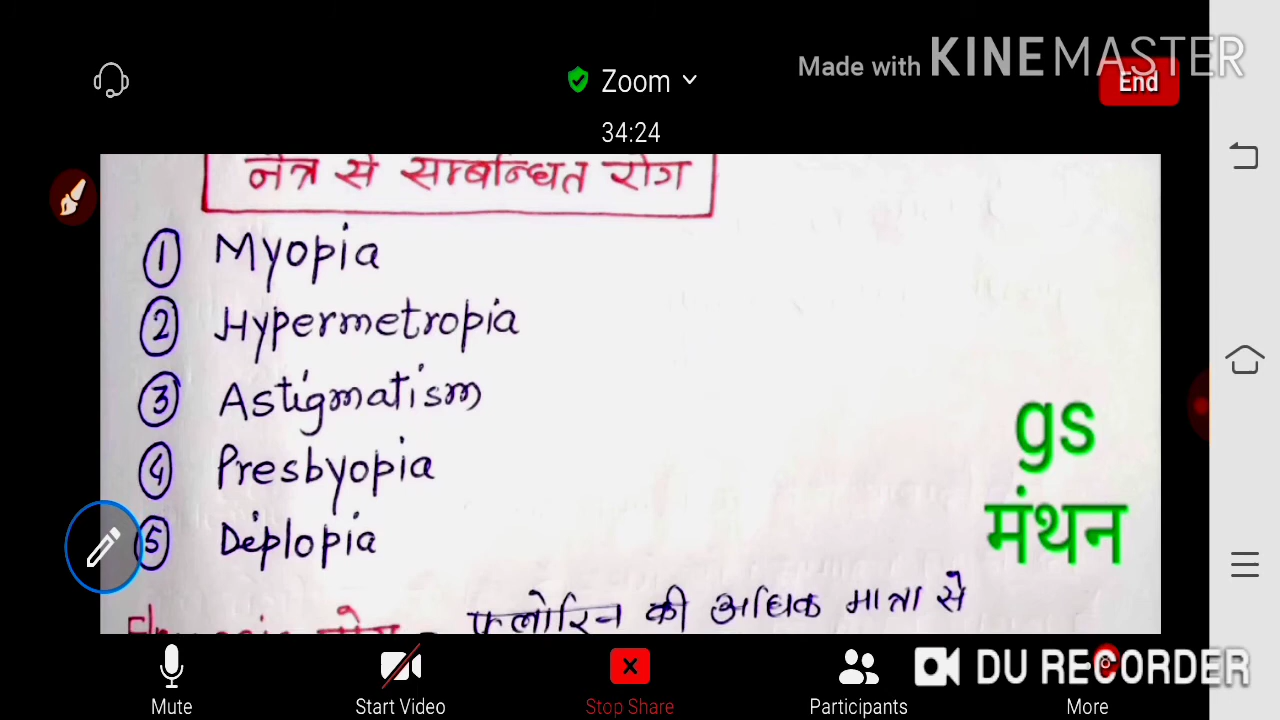 Made with KINEMASTER
Zoom
End
34:24
नेत्र से सम्बन्धित रोग
1 Myopia
2 Hypermetropia
3 Astigmatism
4 Presbyopia
5 Diplopia
gs
मंथन
रोग - फ्लोरिन की अधिक मात्रा से
Mute
Start Video
Stop Share
Participants
More
DU RECORDER